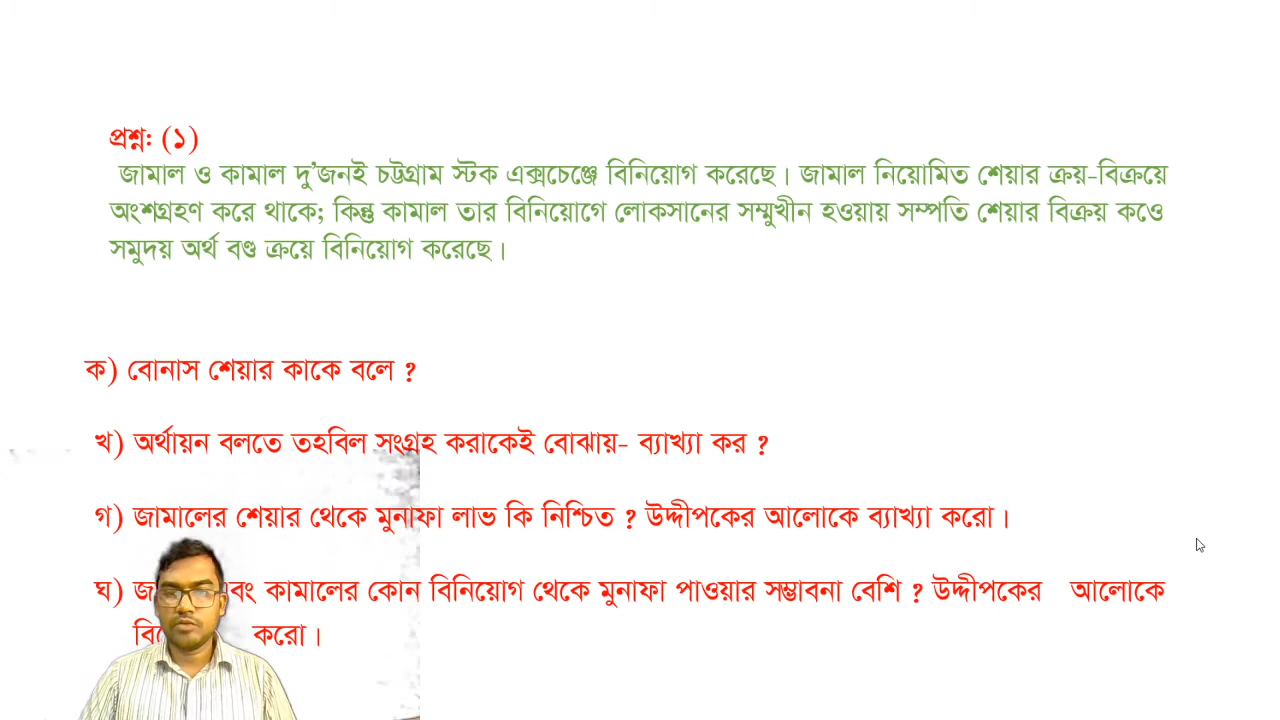 প্রশ্ন: (১)
জামাল ও কামাল দু'জনই চট্টগ্রাম স্টক এক্সচেঞ্জে বিনিয়োগ করেছে। জামাল নিয়োমিত শেয়ার ক্রয়-বিক্রয়ে
অংশগ্রহণ করে থাকে; কিন্তু কামাল তার বিনিয়োগে লোকসানের সম্মুখীন হওয়ায় সম্পতি শেয়ার বিক্রয় কওে
সমুদয় অর্থ বণ্ড ক্রয়ে বিনিয়োগ করেছে।
ক) বোনাস শেয়ার কাকে বলে ?
খ) অর্থায়ন বলতে তহবিল সংগ্রহ করাকেই বোঝায়- ব্যাখ্যা কর ?
গ) জামালের শেয়ার থেকে মুনাফা লাভ কি নিশ্চিত ? উদ্দীপকের আলোকে ব্যাখ্যা করো।
ঘ) এবং কামালের কোন বিনিয়োগ থেকে মুনাফা পাওয়ার সম্ভাবনা বেশি ? উদ্দীপকের আলোকে
করো।